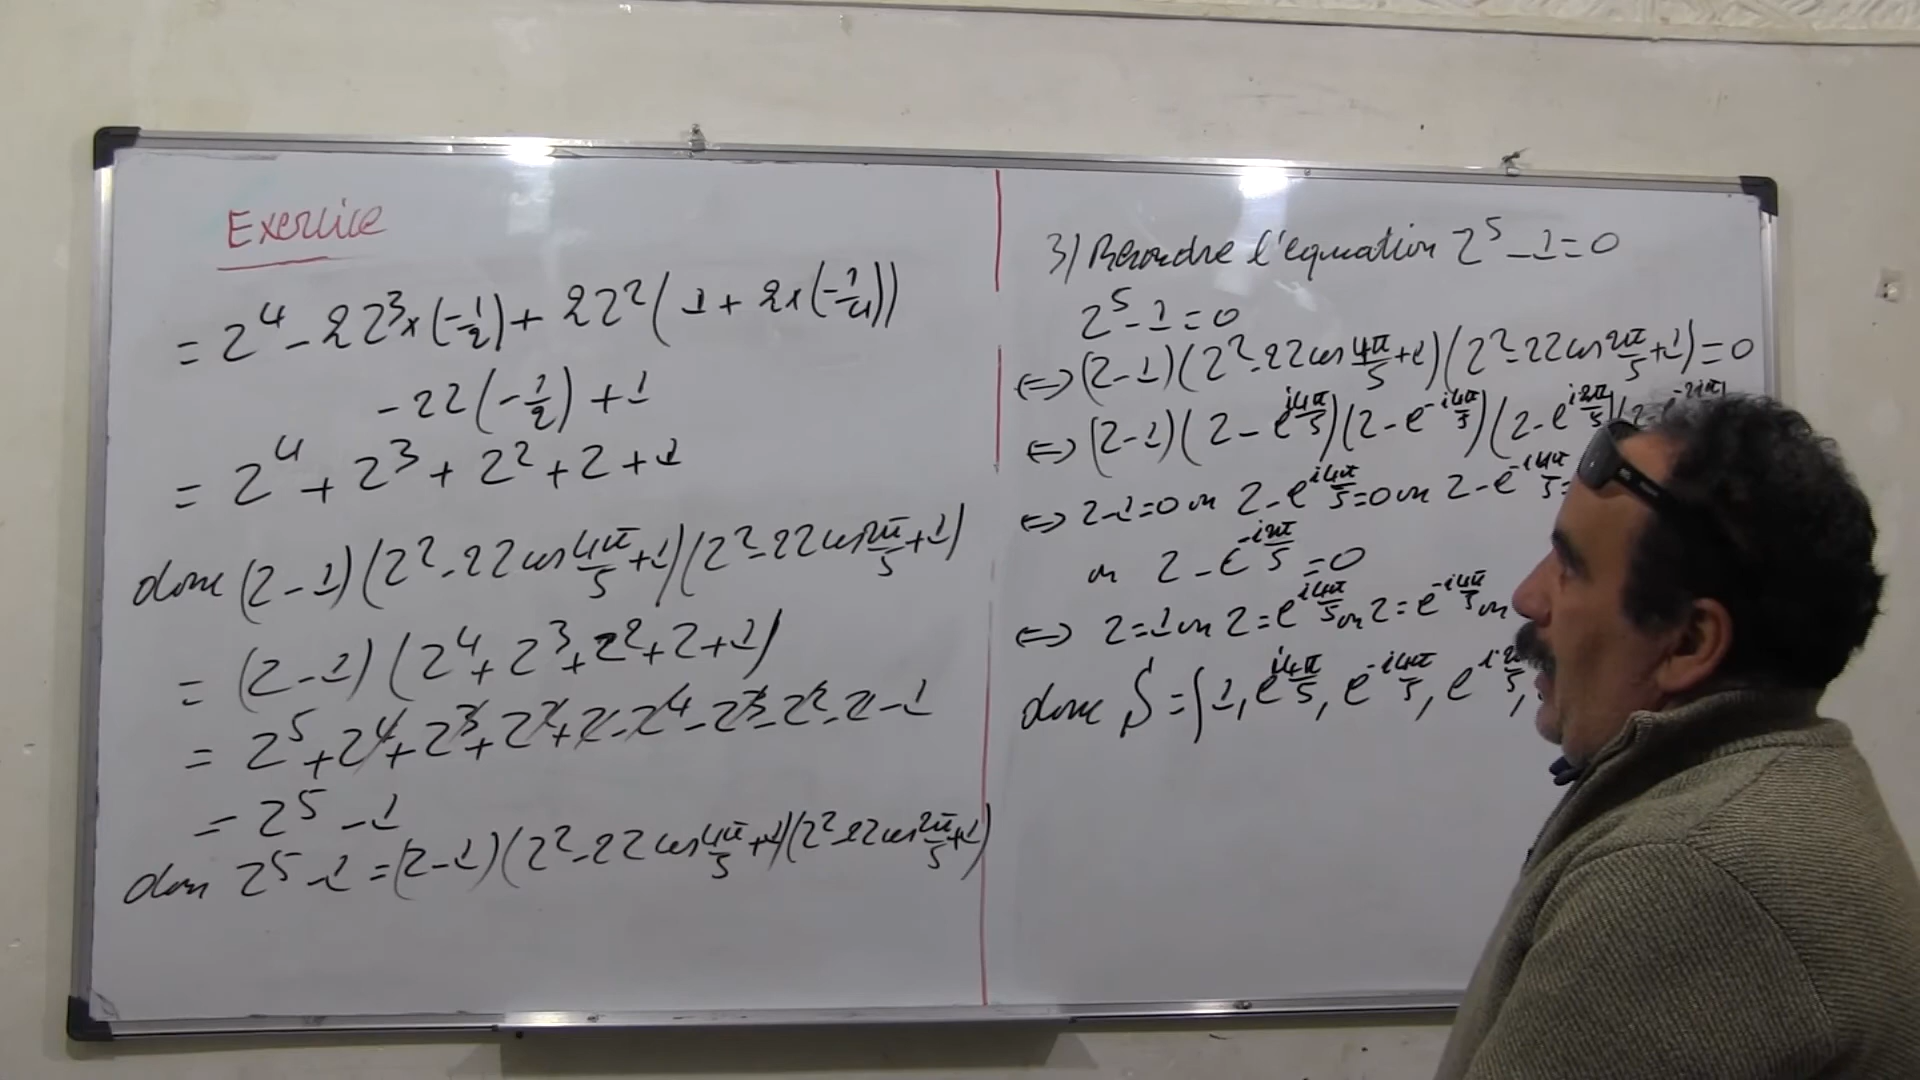 Exercice
= z⁴ - 2z³×(-1/2) + 2z²(1 + 2×(-1/4))
- 2z(-1/2) + 1
= z⁴ + z³ + z² + z + 1
donc (z-1)(z²-2z cos 4π/5 +1)(z²-2z cos 2π/5 +1)
= (z-1)(z⁴+z³+z²+z+1)
= z⁵+z⁴+z³+z²+z-z⁴-z³-z²-z-1
= z⁵ - 1
don z⁵-1 = (z-1)(z²-2z cos 4π/5 +1)(z²-2z cos 2π/5 +1)
3) Resoudre l'equation z⁵ - 1 = 0
z⁵ - 1 = 0
⇔ (z-1)(z²-2z cos 4π/5 +1)(z²-2z cos 2π/5 +1) = 0
⇔ (z-1)(z - e^(i4π/5))(z - e^(-i4π/5))(z - e^(i2π/5))(z - e^(-2iπ
⇔ z-1=0 ou z - e^(i4π/5) = 0 ou z - e^(-i4π/5) =
ou z - e^(-i2π/5) = 0
⇔ z=1 ou z = e^(i4π/5) ou z = e^(-i4π/5) ou
donc S = {1, e^(i4π/5), e^(-i4π/5), e^(i2π/5),